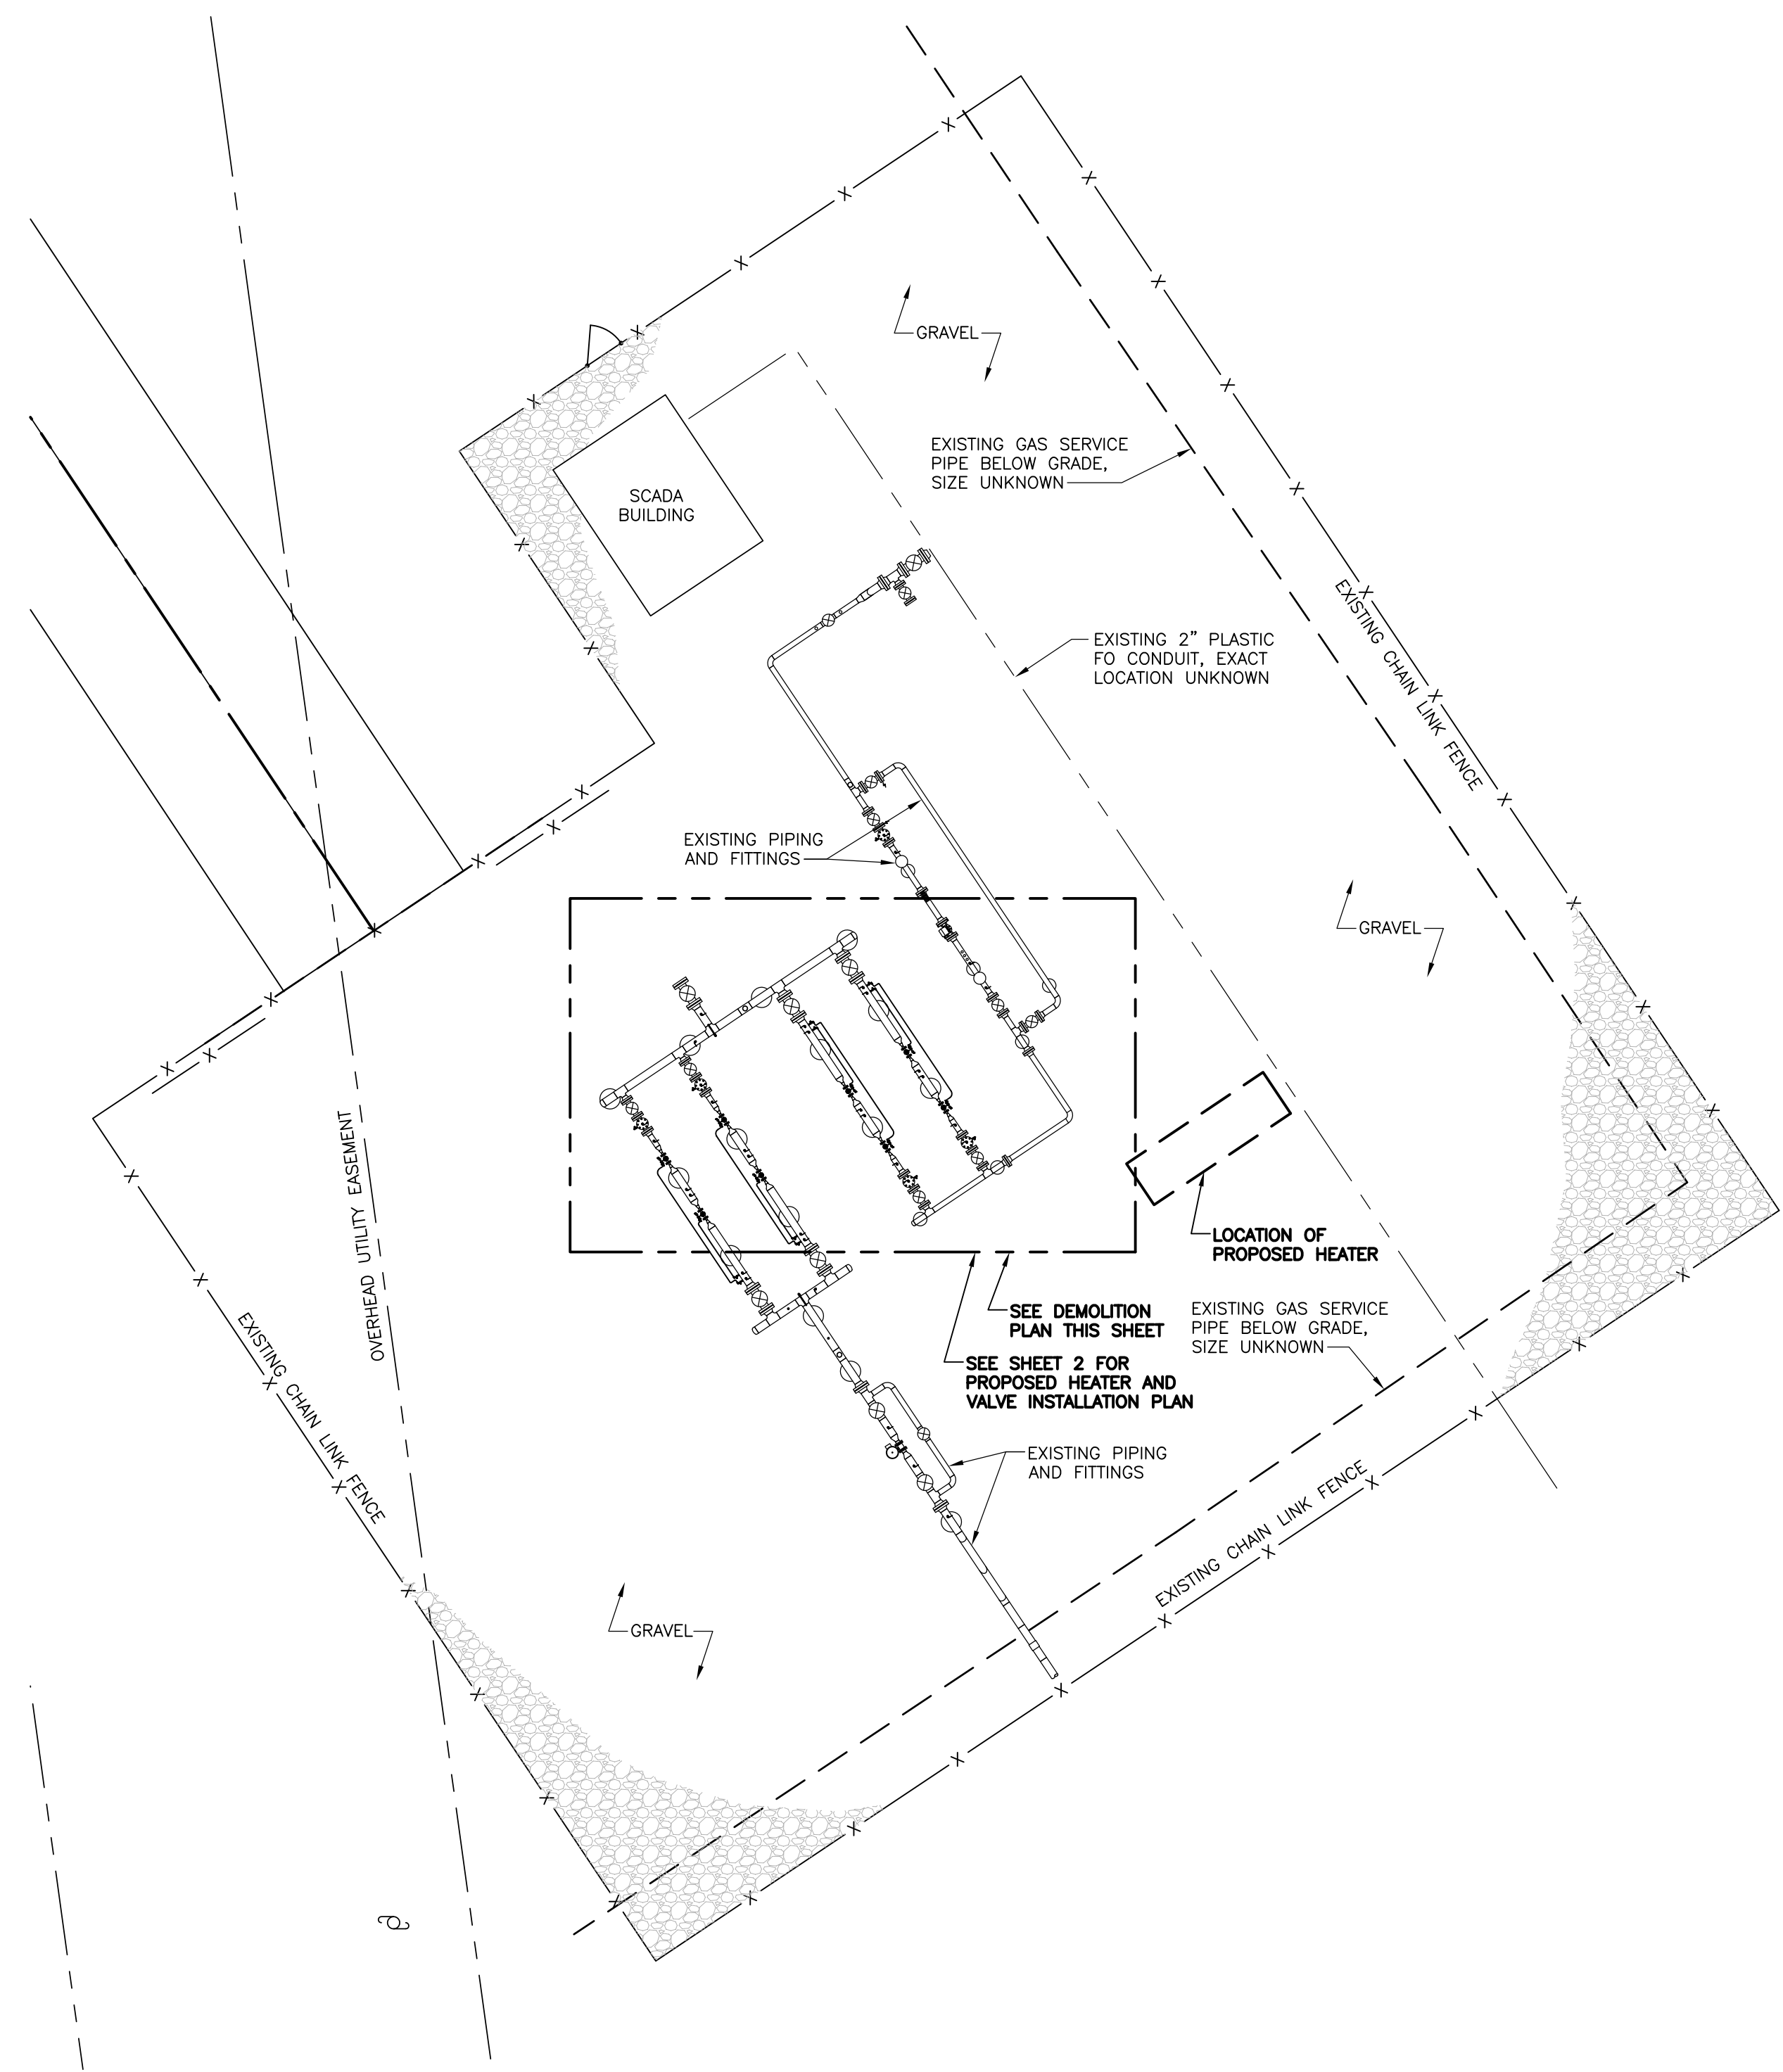 GRAVEL
EXISTING GAS SERVICE
PIPE BELOW GRADE,
SIZE UNKNOWN
SCADA
BUILDING
EXISTING CHAIN LINK FENCE
EXISTING 2" PLASTIC
FO CONDUIT, EXACT
LOCATION UNKNOWN
EXISTING PIPING
AND FITTINGS
GRAVEL
OVERHEAD UTILITY EASEMENT
LOCATION OF
PROPOSED HEATER
SEE DEMOLITION
PLAN THIS SHEET
EXISTING GAS SERVICE
PIPE BELOW GRADE,
SIZE UNKNOWN
SEE SHEET 2 FOR
PROPOSED HEATER AND
VALVE INSTALLATION PLAN
EXISTING CHAIN LINK FENCE
EXISTING PIPING
AND FITTINGS
EXISTING CHAIN LINK FENCE
GRAVEL